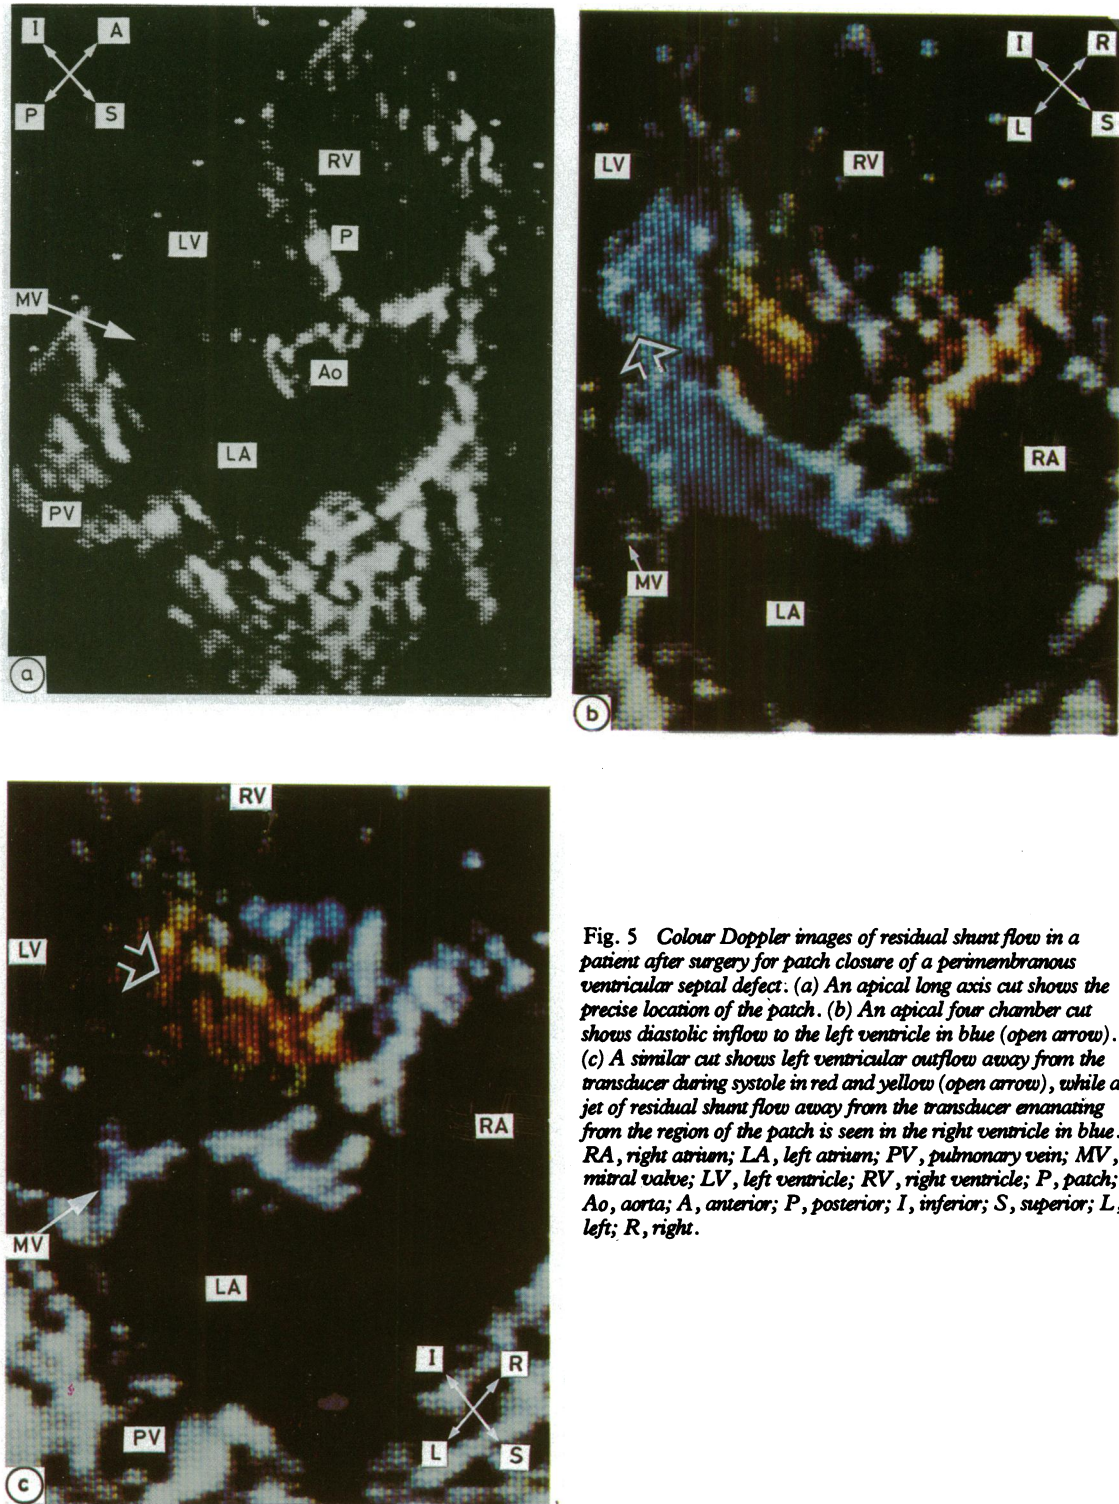 I A
P S
RV
LV
P
MV
Ao
LA
PV
a
I R
L S
LV RV
RA
MV
LA
b
RV
LV
RA
MV
LA
I R
L S
PV
c
Fig. 5 Colour Doppler images of residual shunt flow in a
patient after surgery for patch closure of a perimembranous
ventricular septal defect. (a) An apical long axis cut shows the
precise location of the patch. (b) An apical four chamber cut
shows diastolic inflow to the left ventricle in blue (open arrow).
(c) A similar cut shows left ventricular outflow away from the
transducer during systole in red and yellow (open arrow), while a
jet of residual shunt flow away from the transducer emanating
from the region of the patch is seen in the right ventricle in blue.
RA, right atrium; LA, left atrium; PV, pulmonary vein; MV,
mitral valve; LV, left ventricle; RV, right ventricle; P, patch;
Ao, aorta; A, anterior; P, posterior; I, inferior; S, superior; L,
left; R, right.